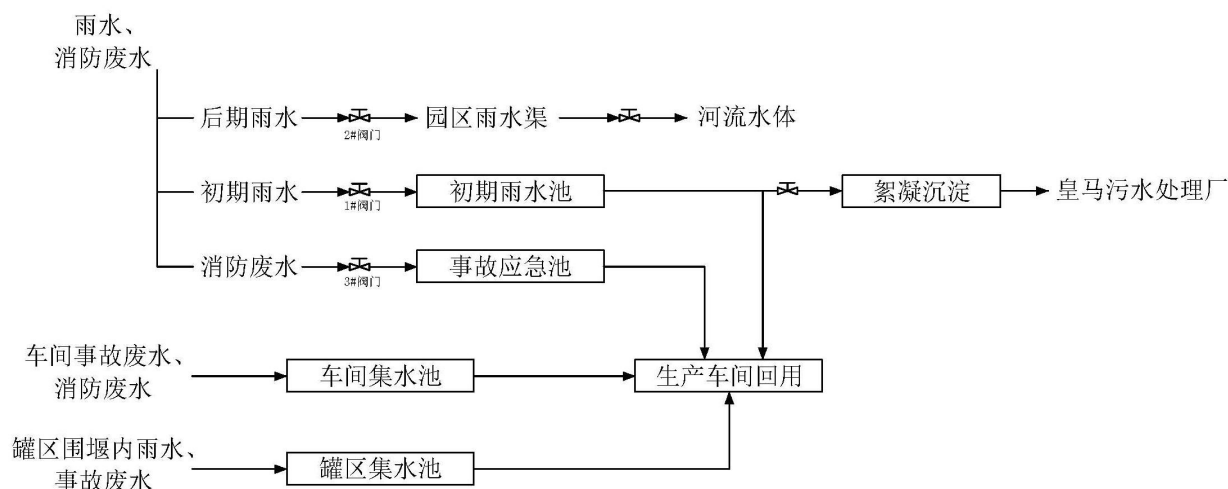 雨水、
消防废水
后期雨水
2#阀门
园区雨水渠
河流水体
初期雨水
1#阀门
初期雨水池
絮凝沉淀
皇马污水处理厂
消防废水
3#阀门
事故应急池
车间事故废水、
消防废水
车间集水池
生产车间回用
罐区围堰内雨水、
事故废水
罐区集水池